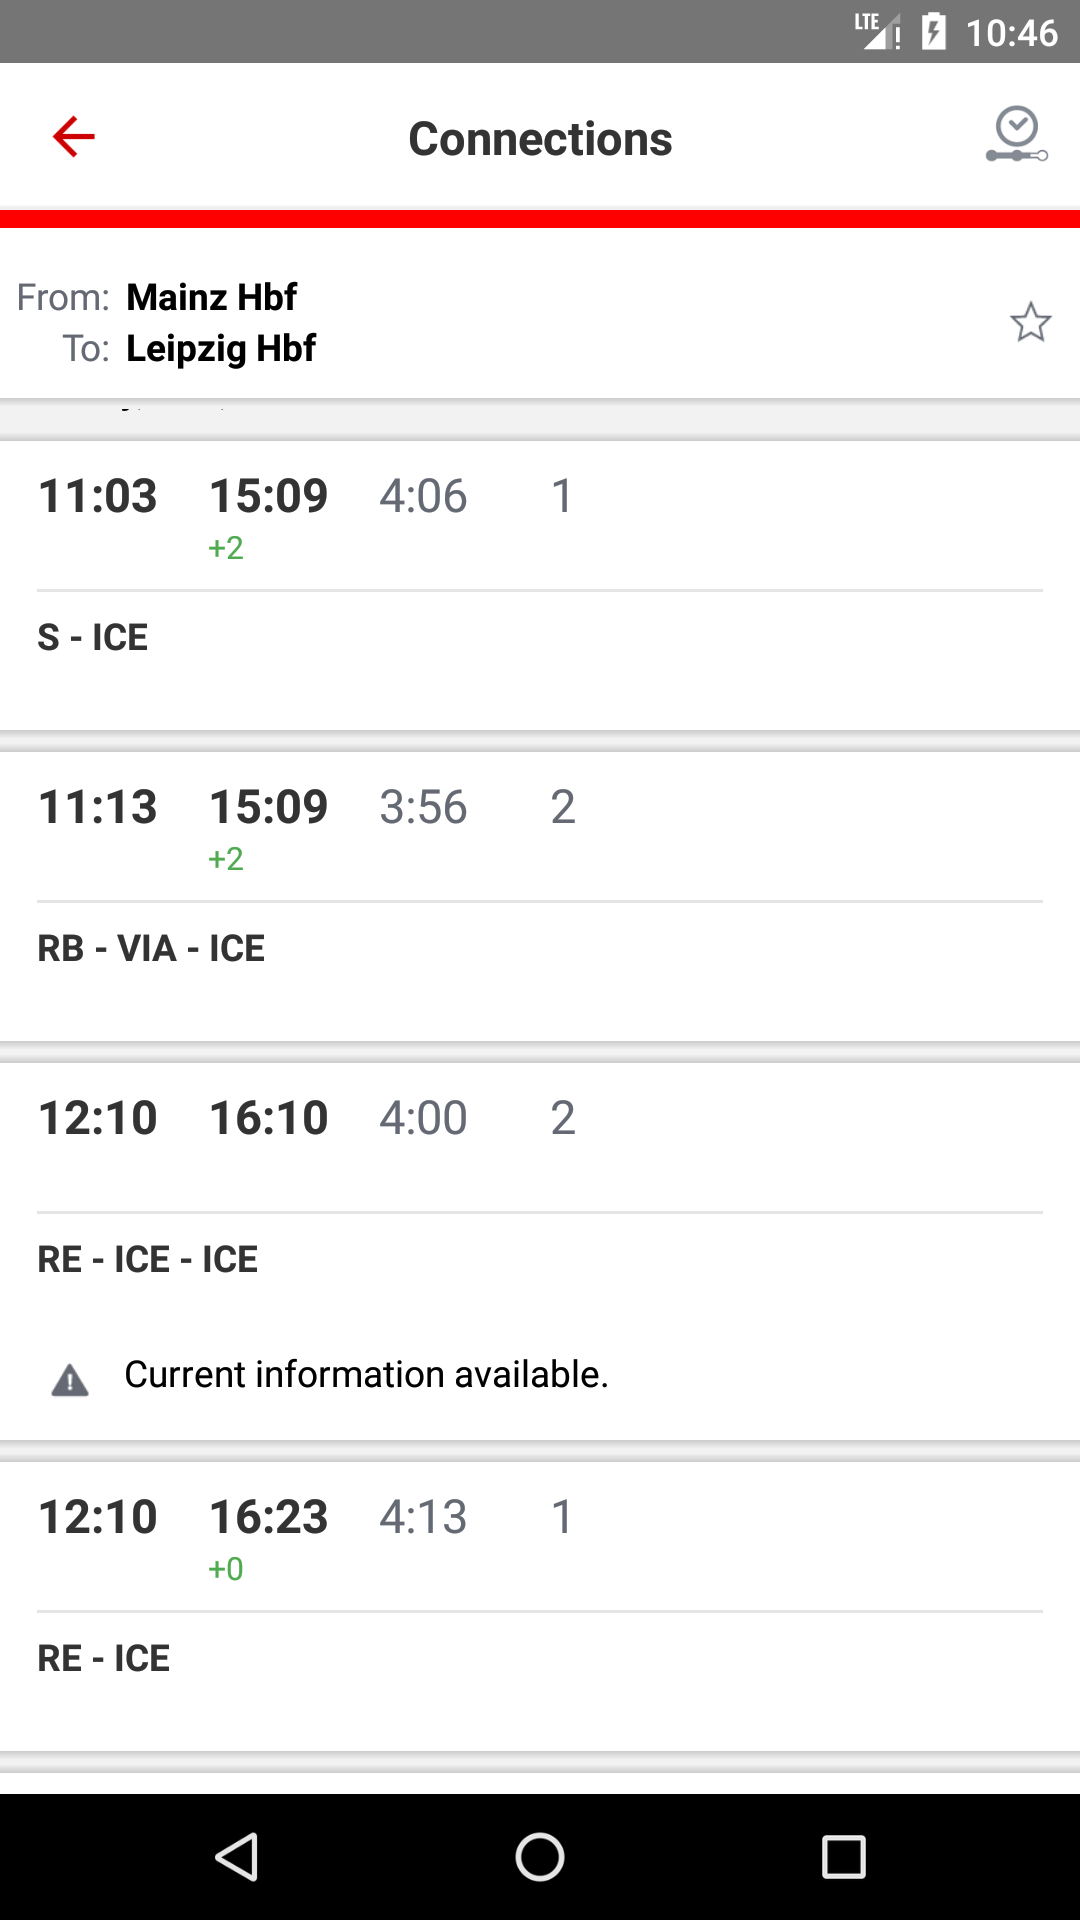 LTE ! 10:46
Connections
From: Mainz Hbf
To: Leipzig Hbf
11:03 15:09 4:06 1
+2
S - ICE
11:13 15:09 3:56 2
+2
RB - VIA - ICE
12:10 16:10 4:00 2
RE - ICE - ICE
Current information available.
12:10 16:23 4:13 1
+0
RE - ICE